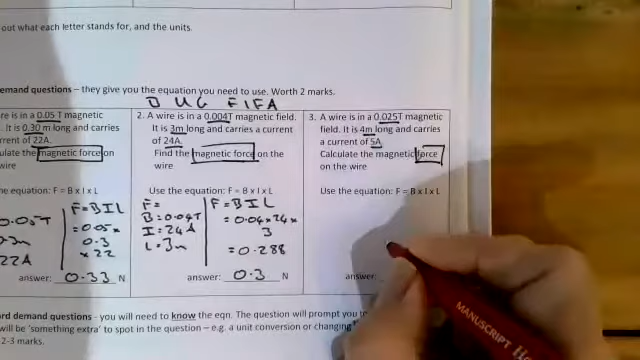 out what each letter stands for, and the units.
emand questions – they give you the equation you need to use. Worth 2 marks.
B U G FIFA
re is in a 0.05 T magnetic
It is 0.30 m long and carries
rrent of 22A.
ulate the magnetic force on
wire
he equation: F = B x I x L
0.05T
0.3m
22A
F=BIL
=0.05×
0.3
×22
answer: 0.33 N
2. A wire is in a 0.004T magnetic field.
It is 3m long and carries a current
of 24A.
Find the magnetic force on the
wire
Use the equation: F = B x I x L
F=
B=0.04T
I=24A
L=3m
F=BIL
=0.04×24×
3
=0.288
answer: 0.3 N
3. A wire is in a 0.025T magnetic
field. It is 4m long and carries
a current of 5A.
Calculate the magnetic force
on the wire
Use the equation: F = B x I x L
answer:
rd demand questions - you will need to know the eqn. The question will prompt you to
will be 'something extra' to spot in the question – e.g. a unit conversion or changing
2-3 marks.
MANUSCRIPT